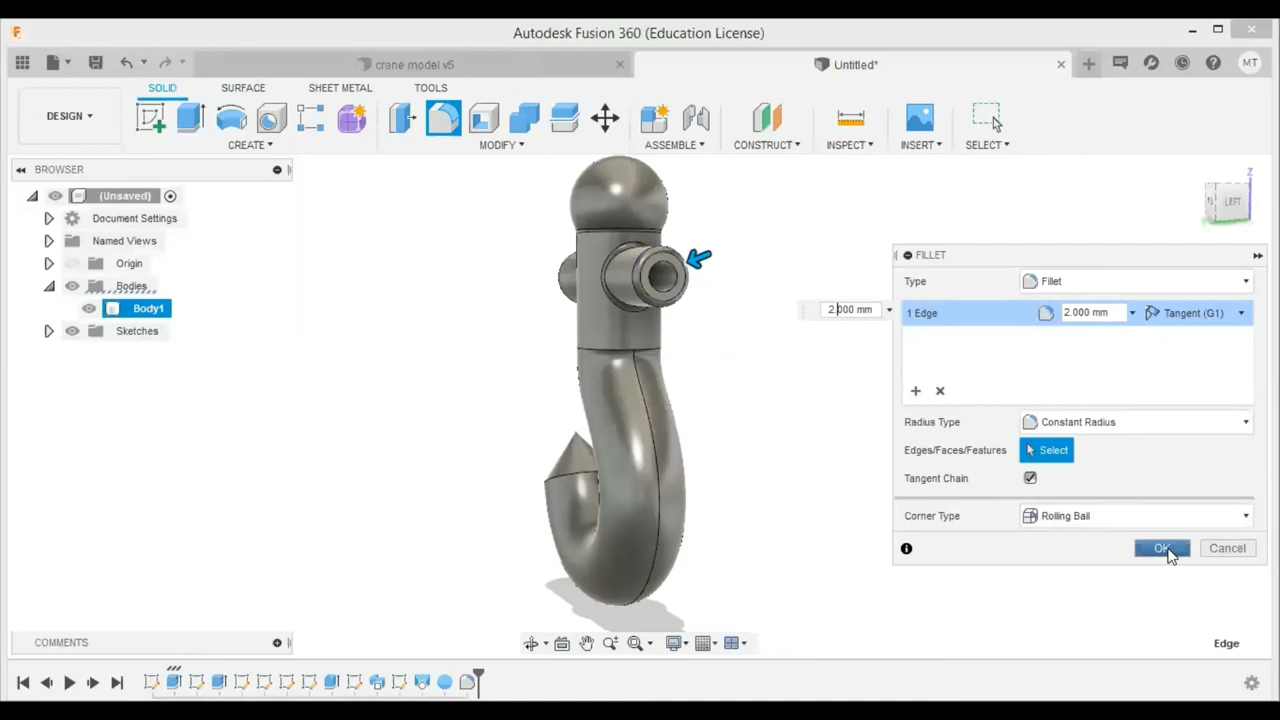 Autodesk Fusion 360 (Education License)
crane model v5
Untitled*
MT
DESIGN
SOLID
SURFACE
SHEET METAL
TOOLS
CREATE
MODIFY
ASSEMBLE
CONSTRUCT
INSPECT
INSERT
SELECT
BROWSER
(Unsaved)
Document Settings
Named Views
Origin
Bodies
Body1
Sketches
Z
LEFT
2.000 mm
FILLET
Type
Fillet
1 Edge
2.000 mm
Tangent (G1)
Radius Type
Constant Radius
Edges/Faces/Features
Select
Tangent Chain
Corner Type
Rolling Ball
OK
Cancel
COMMENTS
Edge